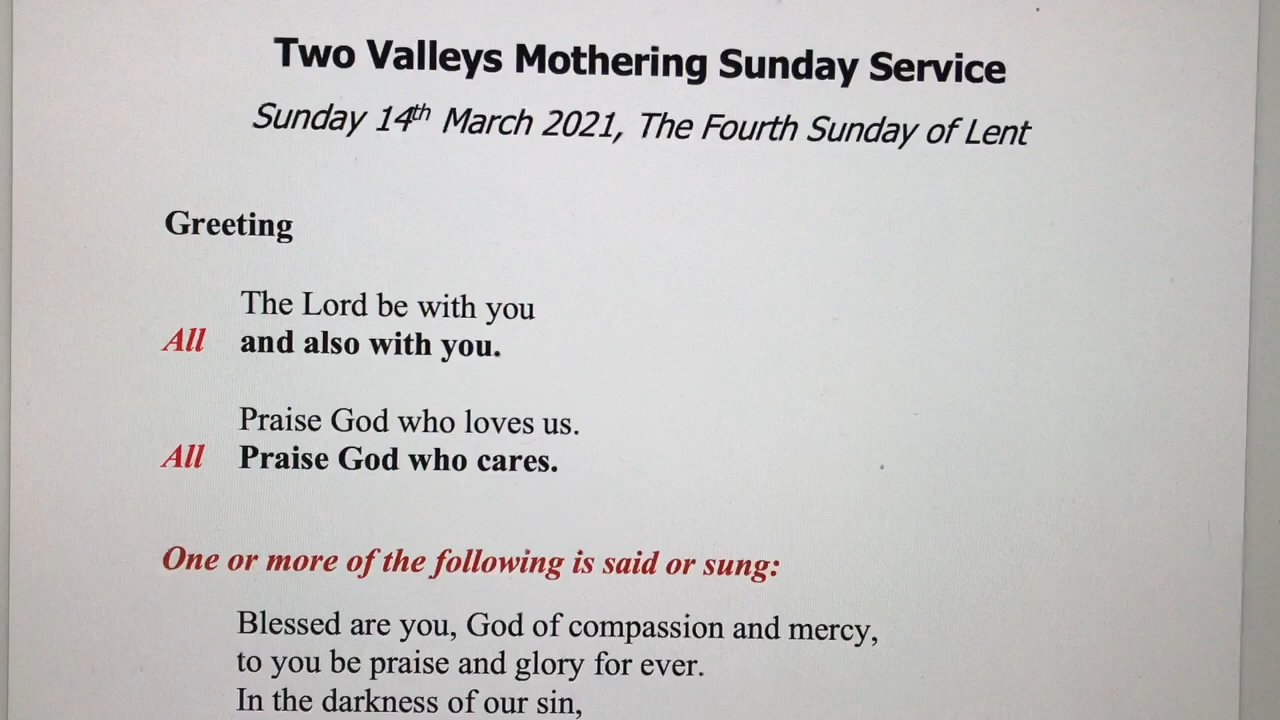 Two Valleys Mothering Sunday Service
Sunday 14th March 2021, The Fourth Sunday of Lent
Greeting
The Lord be with you
All and also with you.
Praise God who loves us.
All Praise God who cares.
One or more of the following is said or sung:
Blessed are you, God of compassion and mercy,
to you be praise and glory for ever.
In the darkness of our sin,